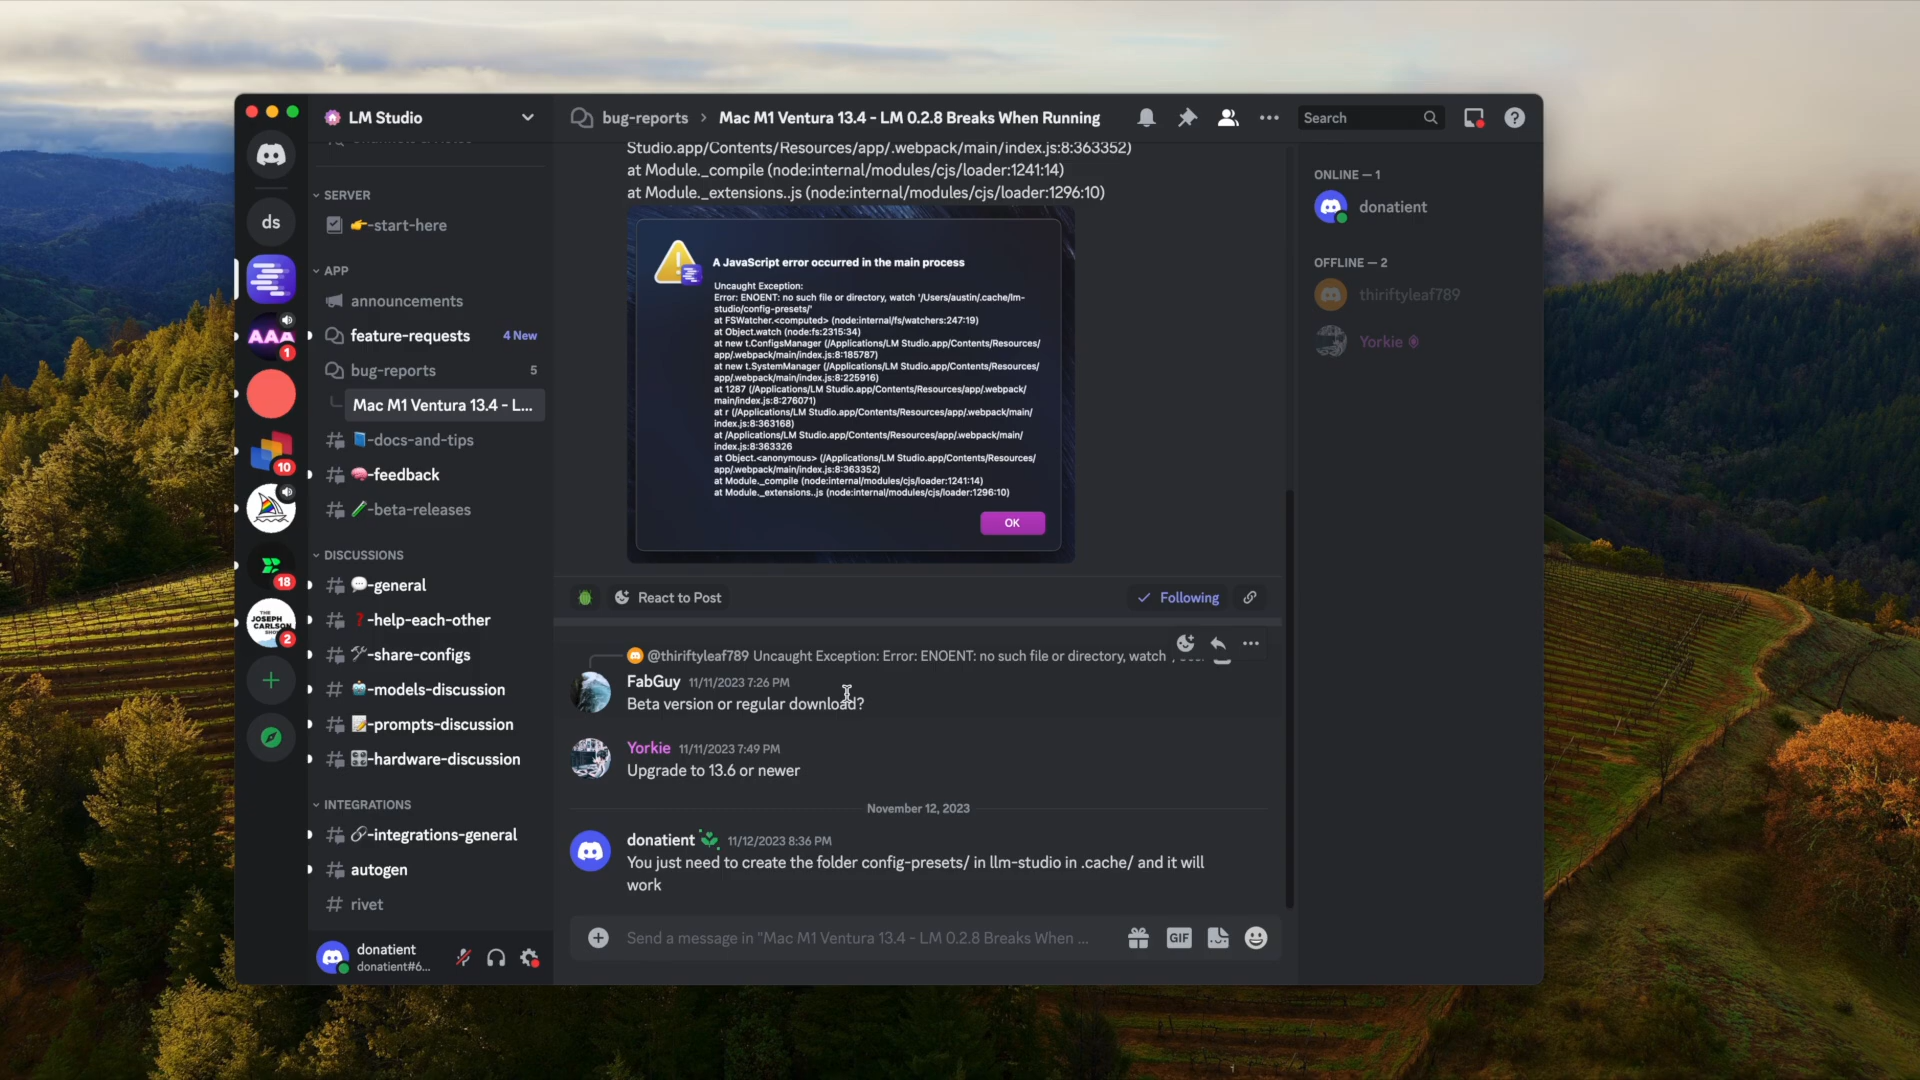 LM Studio
bug-reports › Mac M1 Ventura 13.4 - LM 0.2.8 Breaks When Running
Search
SERVER
👉-start-here
APP
announcements
feature-requests 4 New
bug-reports 5
Mac M1 Ventura 13.4 - L...
📘-docs-and-tips
🧠-feedback
🧪-beta-releases
DISCUSSIONS
💬-general
❓-help-each-other
🛠-share-configs
🤖-models-discussion
📝-prompts-discussion
🎛-hardware-discussion
INTEGRATIONS
🔗-integrations-general
autogen
rivet
donatient
donatient#6...
ds
AAA
1
10
18
THE
JOSEPH
CARLSON
SHOW
2
Studio.app/Contents/Resources/app/.webpack/main/index.js:8:363352)
at Module._compile (node:internal/modules/cjs/loader:1241:14)
at Module._extensions..js (node:internal/modules/cjs/loader:1296:10)
A JavaScript error occurred in the main process
Uncaught Exception:
Error: ENOENT: no such file or directory, watch '/Users/austin/.cache/lm-
studio/config-presets/'
at FSWatcher.<computed> (node:internal/fs/watchers:247:19)
at Object.watch (node:fs:2315:34)
at new t.ConfigsManager (/Applications/LM Studio.app/Contents/Resources/
app/.webpack/main/index.js:8:185787)
at new t.SystemManager (/Applications/LM Studio.app/Contents/Resources/
app/.webpack/main/index.js:8:225916)
at 1287 (/Applications/LM Studio.app/Contents/Resources/app/.webpack/
main/index.js:8:276071)
at r (/Applications/LM Studio.app/Contents/Resources/app/.webpack/main/
index.js:8:363168)
at /Applications/LM Studio.app/Contents/Resources/app/.webpack/main/
index.js:8:363326
at Object.<anonymous> (/Applications/LM Studio.app/Contents/Resources/
app/.webpack/main/index.js:8:363352)
at Module._compile (node:internal/modules/cjs/loader:1241:14)
at Module._extensions..js (node:internal/modules/cjs/loader:1296:10)
OK
React to Post
Following
@thiriftyleaf789 Uncaught Exception: Error: ENOENT: no such file or directory, watch
FabGuy 11/11/2023 7:26 PM
Beta version or regular download?
Yorkie 11/11/2023 7:49 PM
Upgrade to 13.6 or newer
November 12, 2023
donatient 11/12/2023 8:36 PM
You just need to create the folder config-presets/ in llm-studio in .cache/ and it will
work
Send a message in "Mac M1 Ventura 13.4 - LM 0.2.8 Breaks When ...
GIF
ONLINE — 1
donatient
OFFLINE — 2
thiriftyleaf789
Yorkie